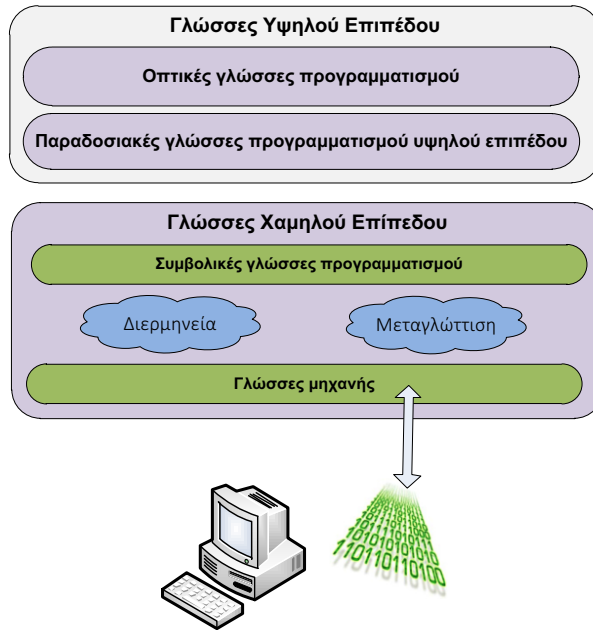 Γλώσσες Υψηλού Επιπέδου
Οπτικές γλώσσες προγραμματισμού
Παραδοσιακές γλώσσες προγραμματισμού υψηλού επιπέδου
Γλώσσες Χαμηλού Επίπεδου
Συμβολικές γλώσσες προγραμματισμού
Διερμηνεία
Μεταγλώττιση
Γλώσσες μηχανής
110110110100